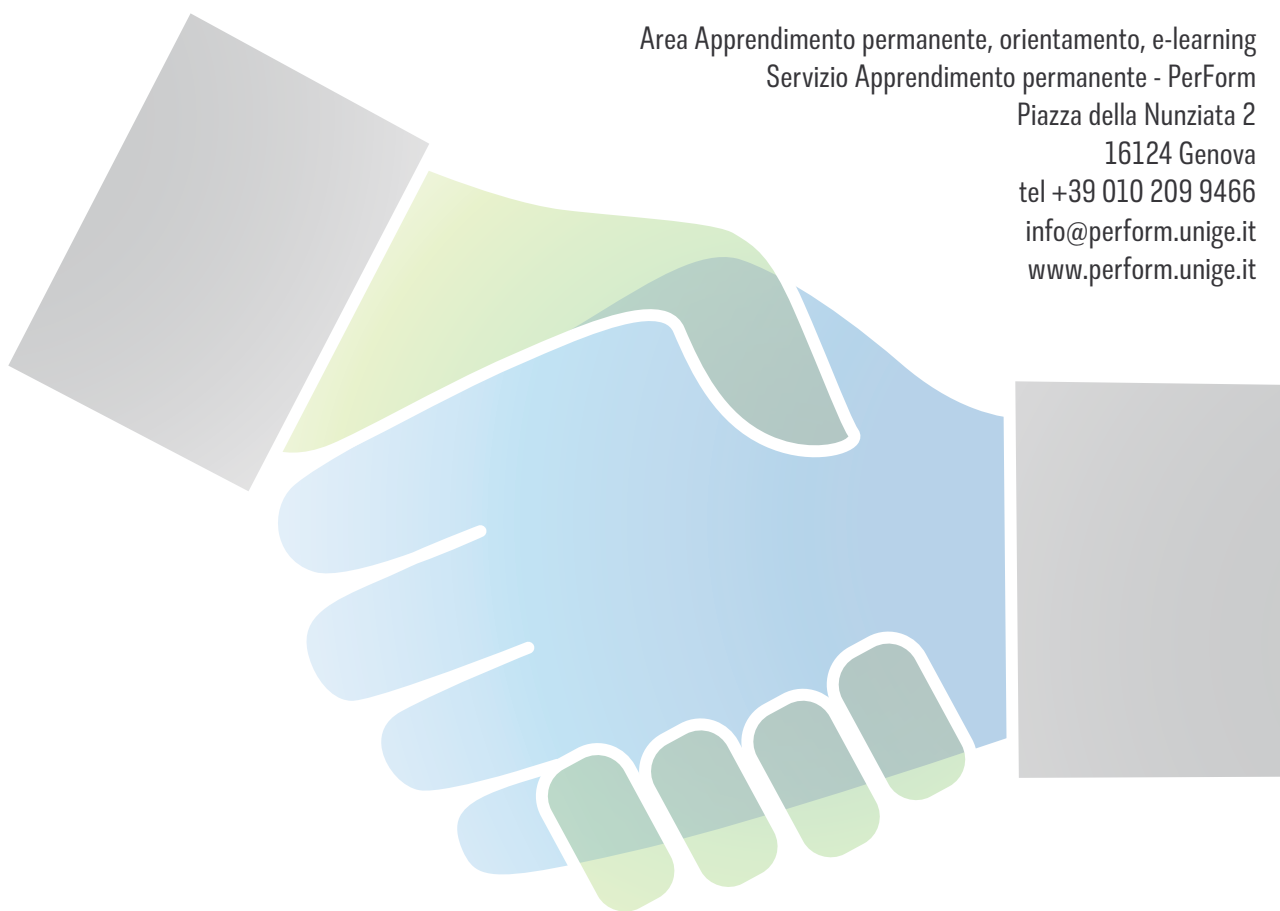 Area Apprendimento permanente, orientamento, e-learning
Servizio Apprendimento permanente - PerForm
Piazza della Nunziata 2
16124 Genova
tel +39 010 209 9466
info@perform.unige.it
www.perform.unige.it